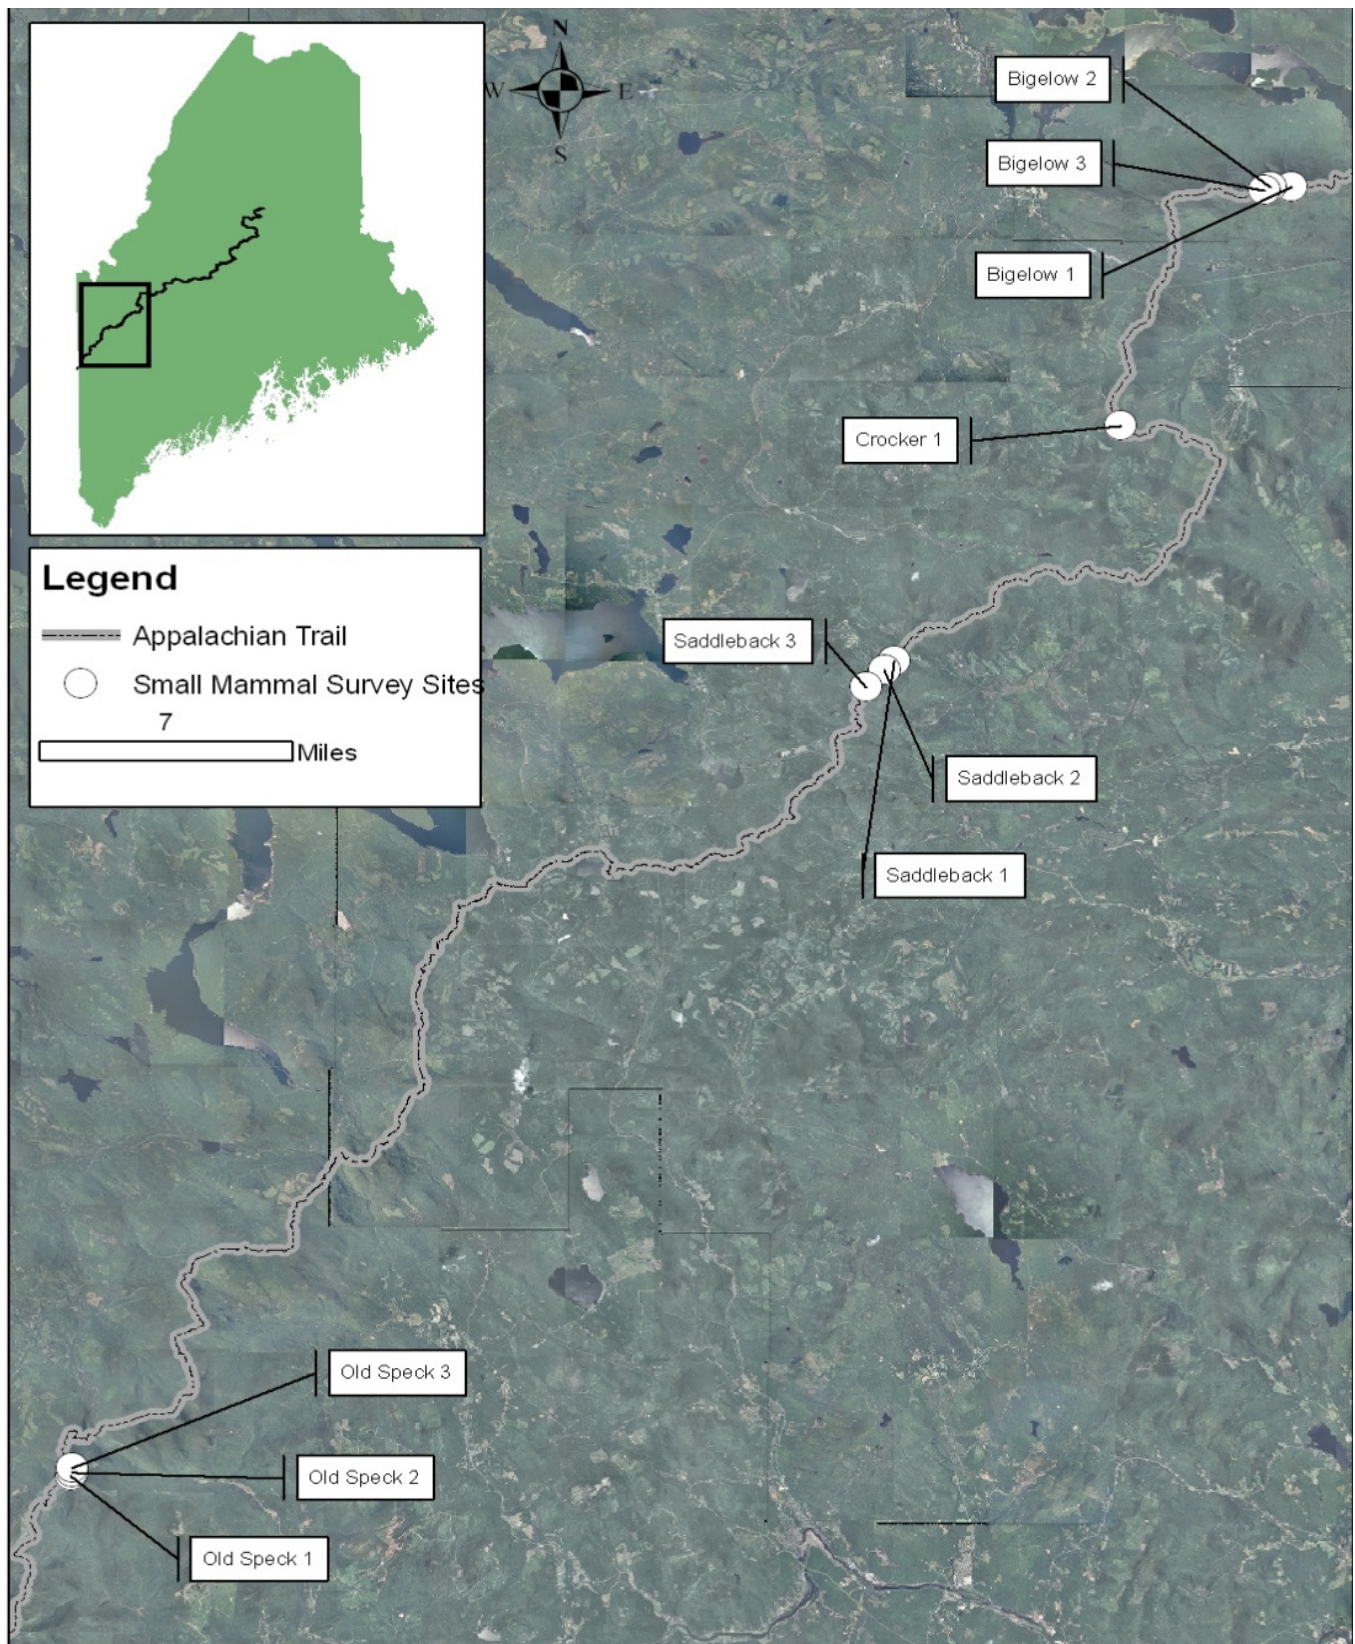 N
W E
S
Bigelow 2
Bigelow 3
Bigelow 1
Crocker 1
Legend
Appalachian Trail
Small Mammal Survey Sites
7
Miles
Saddleback 3
Saddleback 2
Saddleback 1
Old Speck 3
Old Speck 2
Old Speck 1